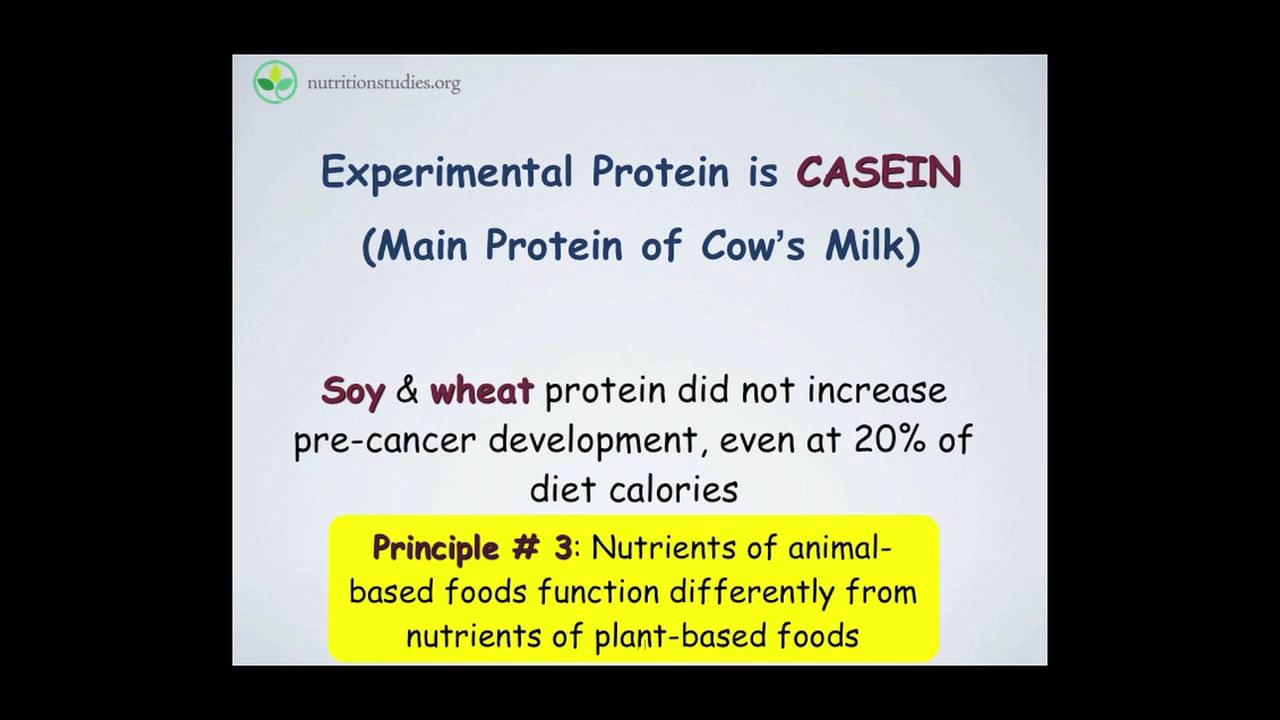 nutritionstudies.org
Experimental Protein is CASEIN
(Main Protein of Cow’s Milk)
Soy & wheat protein did not increase
pre-cancer development, even at 20% of
diet calories
Principle # 3: Nutrients of animal-
based foods function differently from
nutrients of plant-based foods